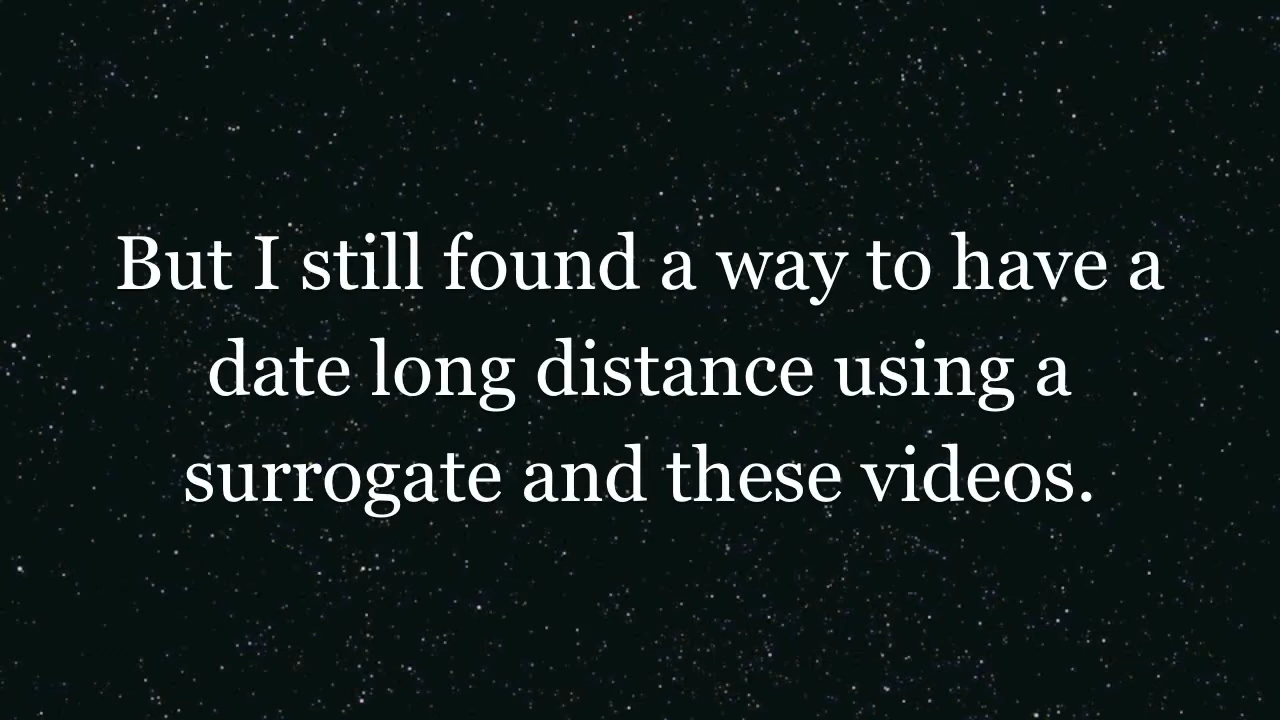 But I still found a way to have a
date long distance using a
surrogate and these videos.